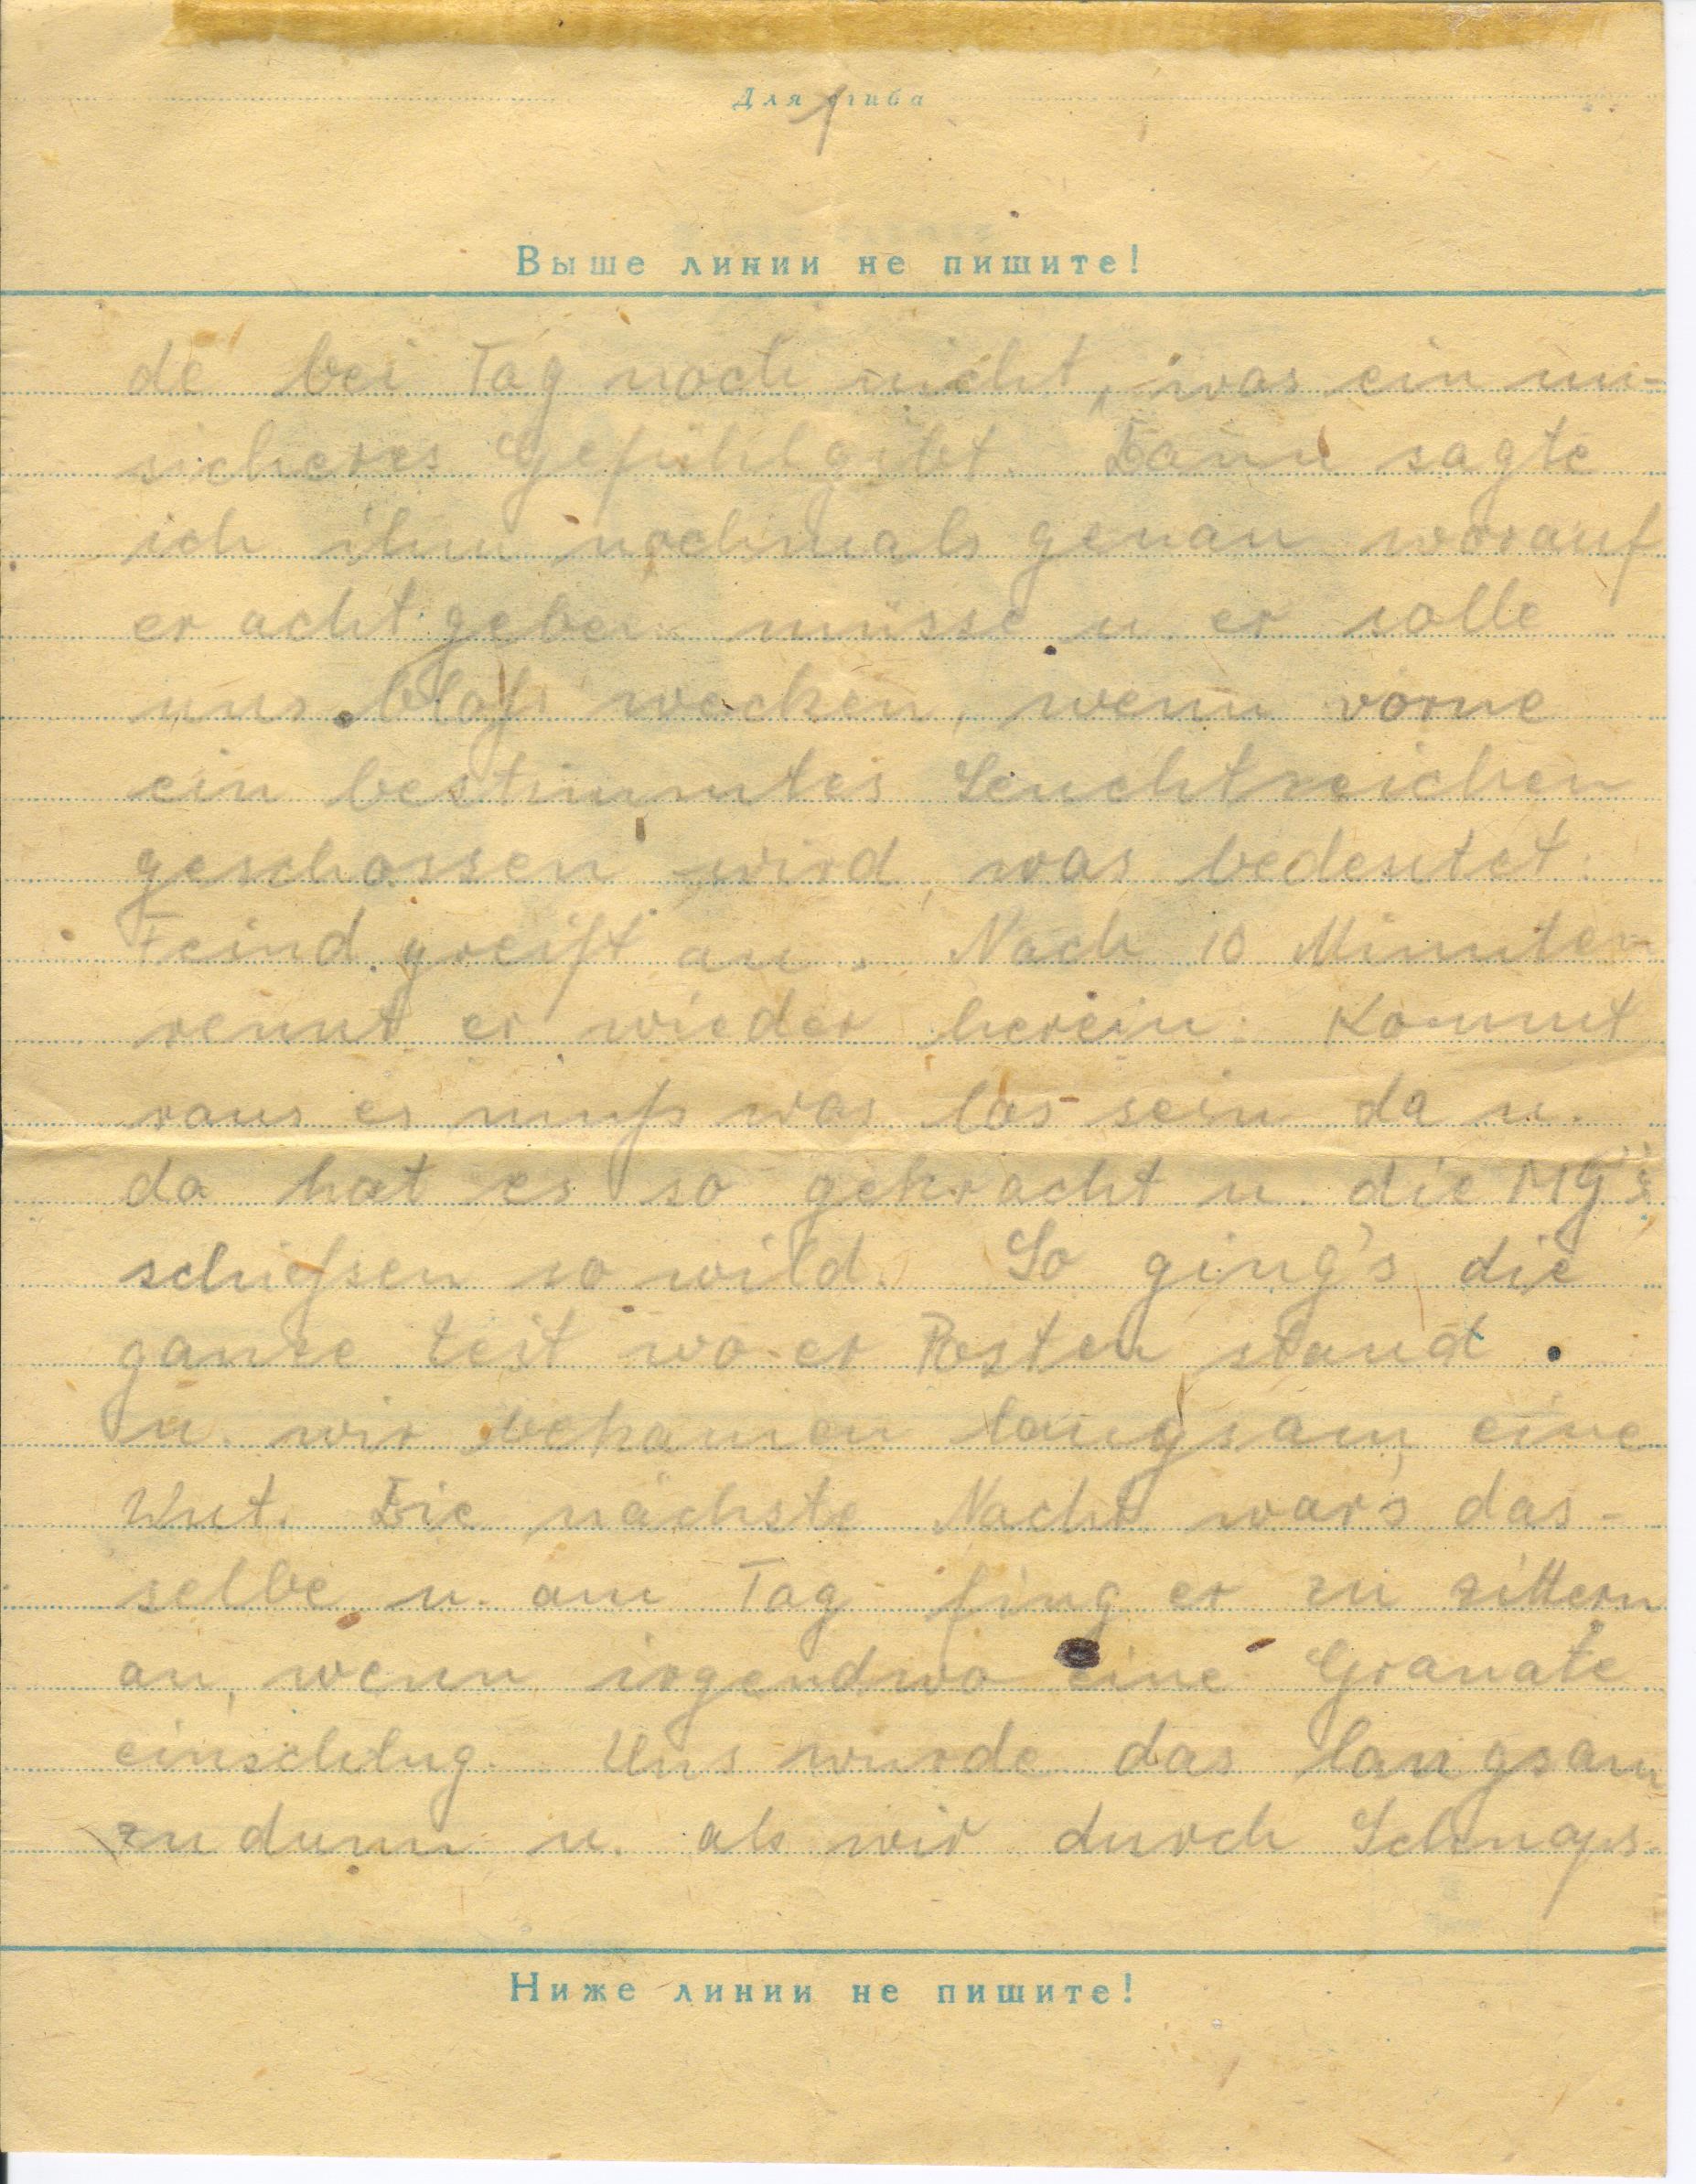 Для сгиба
Выше линии не пишите!
de bei Tag noch nicht, was ein un-
sicheres Gefühl gibt. Dann sagte
ich ihm nochmals genau worauf
er acht geben müsse u. er solle
uns bloß wecken, wenn vorne
ein bestimmtes Leuchtzeichen
geschossen wird, was bedeutet:
Feind greift an. Nach 10 Minuten
rennt er wieder herein: Kommt
raus es muß was los sein da u.
da hat es so gekracht u. die MG's
schießen so wild. So ging's die
ganze Zeit wo er Posten stand.
u. wir bekamen langsam eine
Wut. Die nächste Nacht war's das-
selbe u. am Tag fing er zu zittern
an, wenn irgendwo eine Granate
einschlug. Uns wurde das langsam
zu dumm u. als wir durch Schnaps-
Ниже линии не пишите!